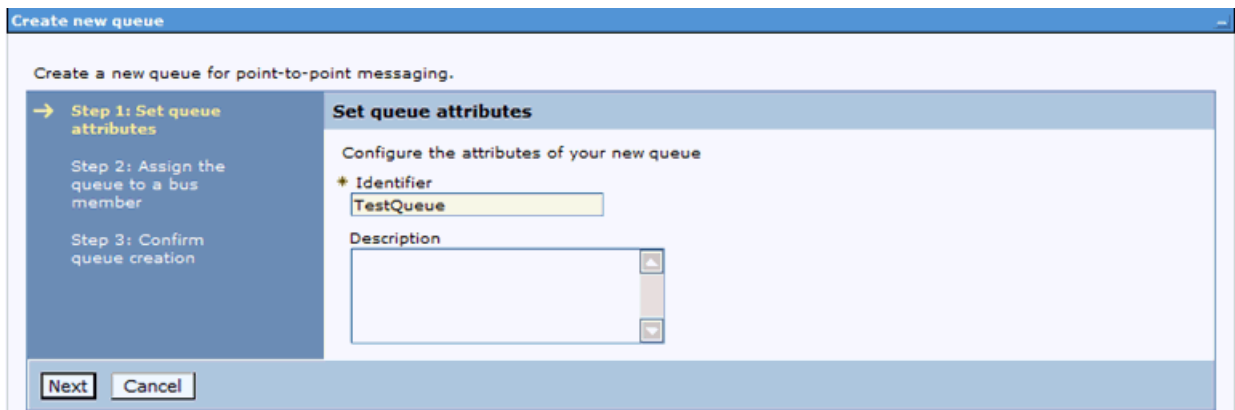 Create new queue
Create a new queue for point-to-point messaging.
Step 1: Set queue
attributes
Step 2: Assign the
queue to a bus
member
Step 3: Confirm
queue creation
Set queue attributes
Configure the attributes of your new queue
* Identifier
TestQueue
Description
Next
Cancel